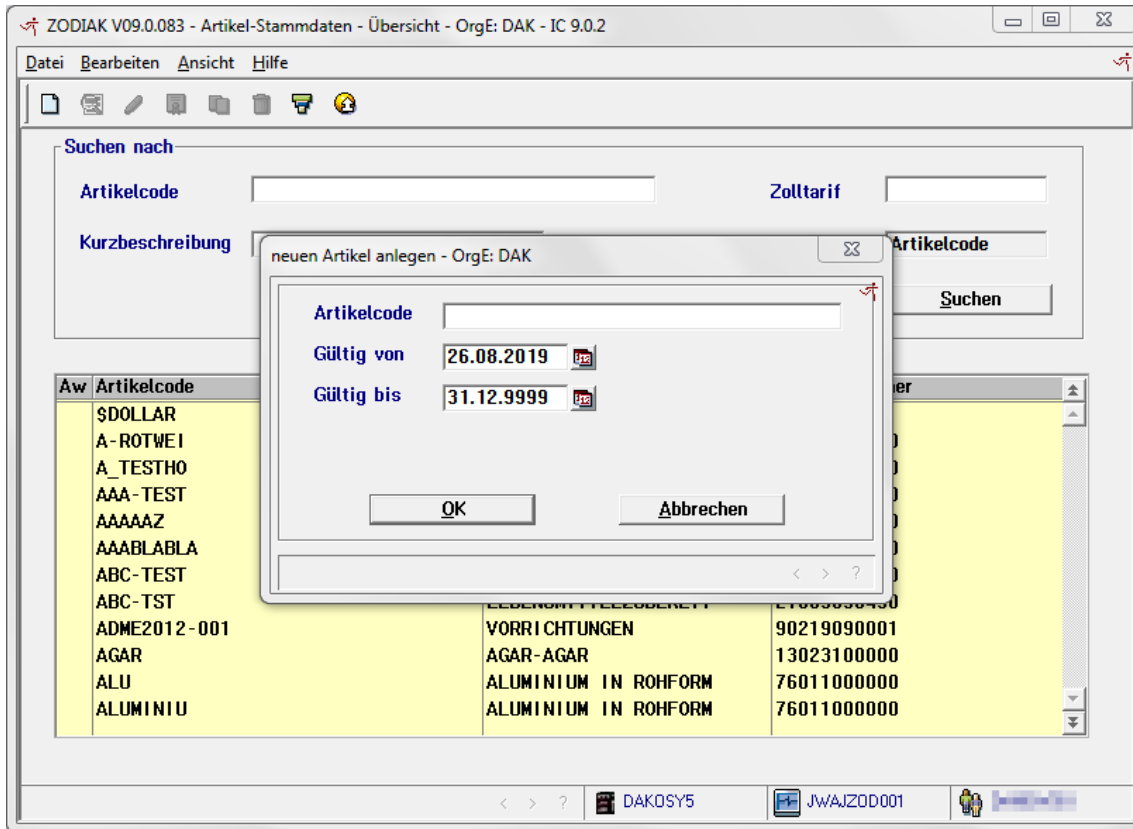 ZODIAK V09.0.083 - Artikel-Stammdaten - Übersicht - OrgE: DAK - IC 9.0.2
Datei Bearbeiten Ansicht Hilfe
Suchen nach
Artikelcode Zolltarif
Kurzbeschreibung Artikelcode
Suchen
neuen Artikel anlegen - OrgE: DAK
Artikelcode
Gültig von 26.08.2019
Gültig bis 31.12.9999
OK Abbrechen
< > ?
Aw Artikelcode
$DOLLAR
A-ROTWEI
A_TESTHO
AAA-TEST
AAAAAZ
AAABLABLA
ABC-TEST
ABC-TST
ADME2012-001 VORRICHTUNGEN 90219090001
AGAR AGAR-AGAR 13023100000
ALU ALUMINIUM IN ROHFORM 76011000000
ALUMINIU ALUMINIUM IN ROHFORM 76011000000
< > ? DAKOSY5 JWAJZOD001